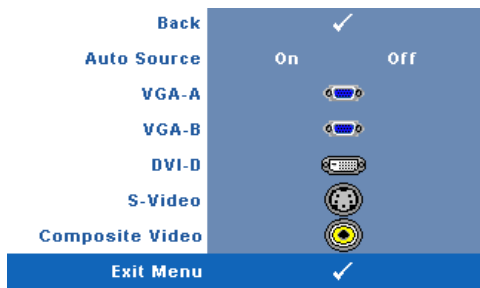 Back
Auto Source On Off
VGA-A
VGA-B
DVI-D
S-Video
Composite Video
Exit Menu